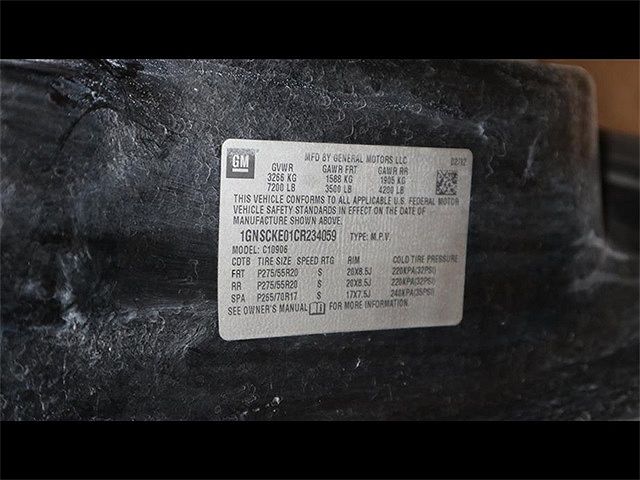 GM
MFD BY GENERAL MOTORS LLC 02/12
GVWR GAWR FRT GAWR RR
3266 KG 1588 KG 1905 KG
7200 LB 3500 LB 4200 LB
THIS VEHICLE CONFORMS TO ALL APPLICABLE U.S. FEDERAL MOTOR
VEHICLE SAFETY STANDARDS IN EFFECT ON THE DATE OF
MANUFACTURE SHOWN ABOVE.
1GNSCKE01CR234059 TYPE: M.P.V.
MODEL: C10906
CDTB TIRE SIZE SPEED RTG RIM COLD TIRE PRESSURE
FRT P275/55R20 S 20X8.5J 220KPA(32PSI)
RR P275/55R20 S 20X8.5J 220KPA(32PSI)
SPA P265/70R17 S 17X7.5J 240KPA(35PSI)
SEE OWNER'S MANUAL FOR MORE INFORMATION.